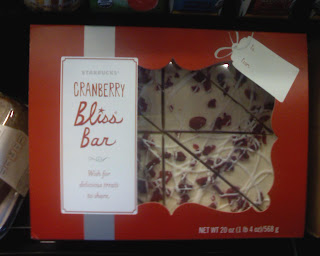 STARBUCKS
CRANBERRY
Bliss
Bar
Wish for
delicious treats
to share.
NET WT 20 oz (1 lb 4 oz)/568 g